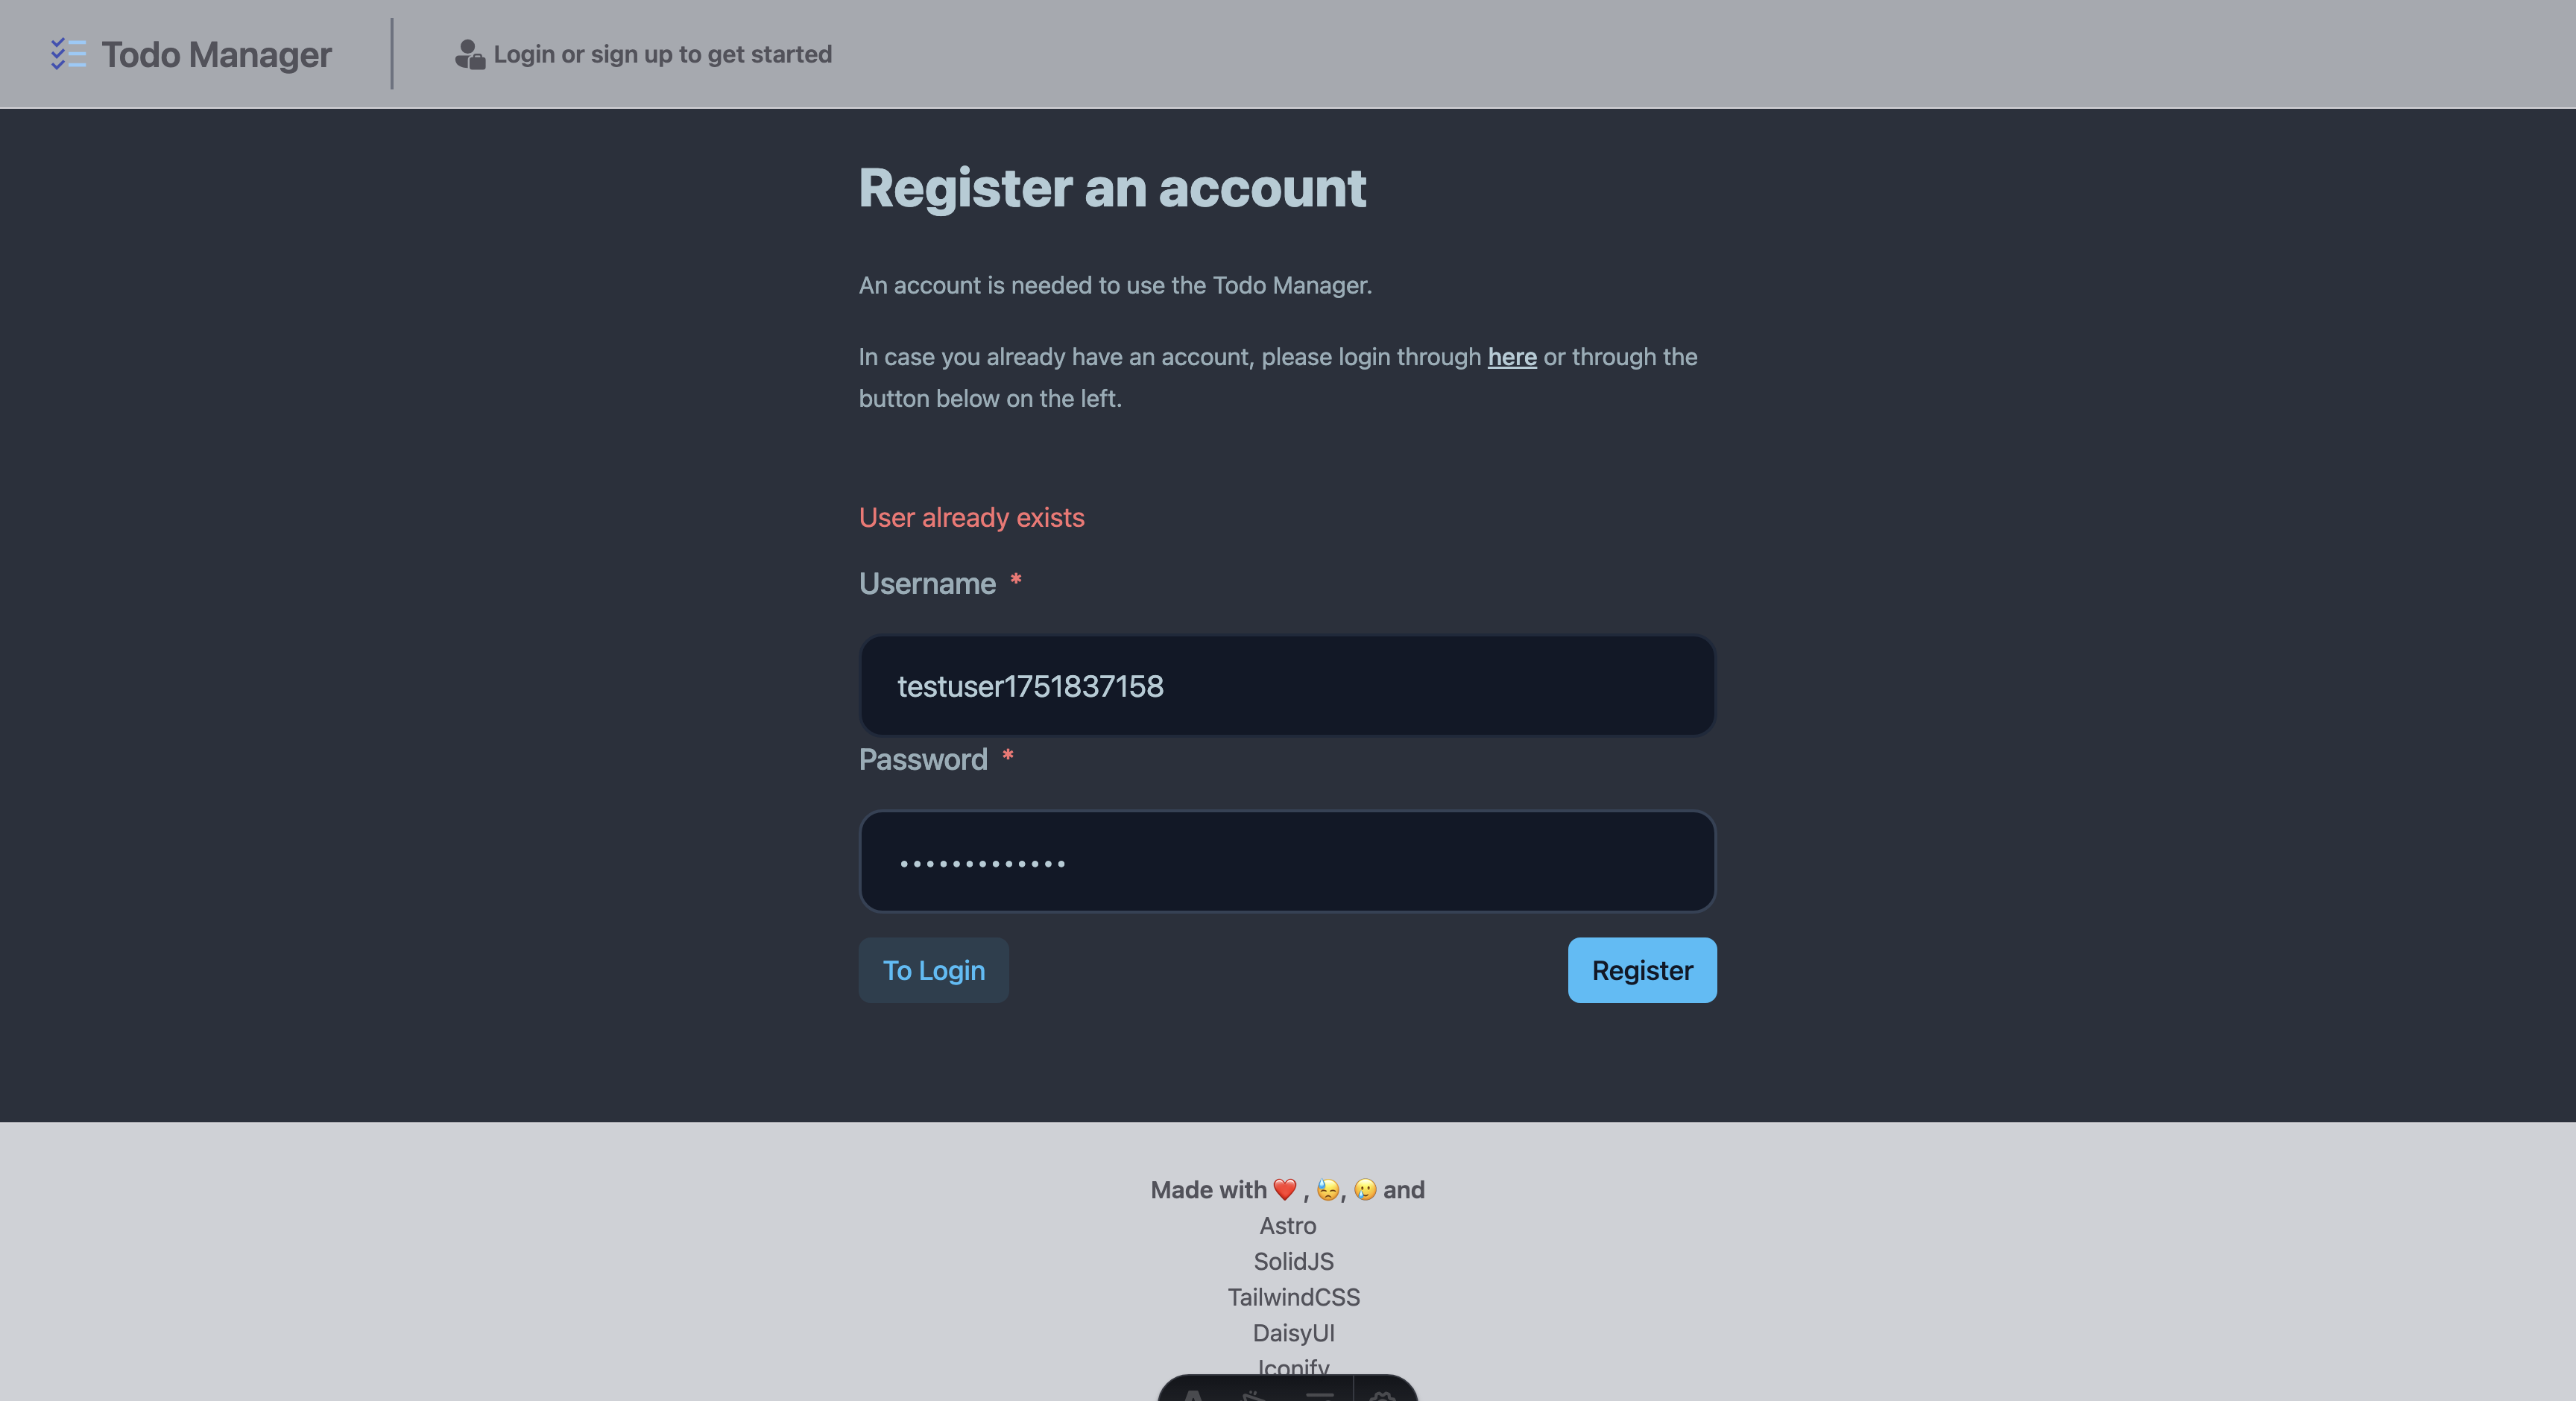 Todo Manager
Login or sign up to get started
Register an account
An account is needed to use the Todo Manager.
In case you already have an account, please login through here or through the
button below on the left.
User already exists
Username *
testuser1751837158
Password *
•••••••••••••
To Login
Register
Made with ❤️ , 😓, 🥲 and
Astro
SolidJS
TailwindCSS
DaisyUI
Iconify